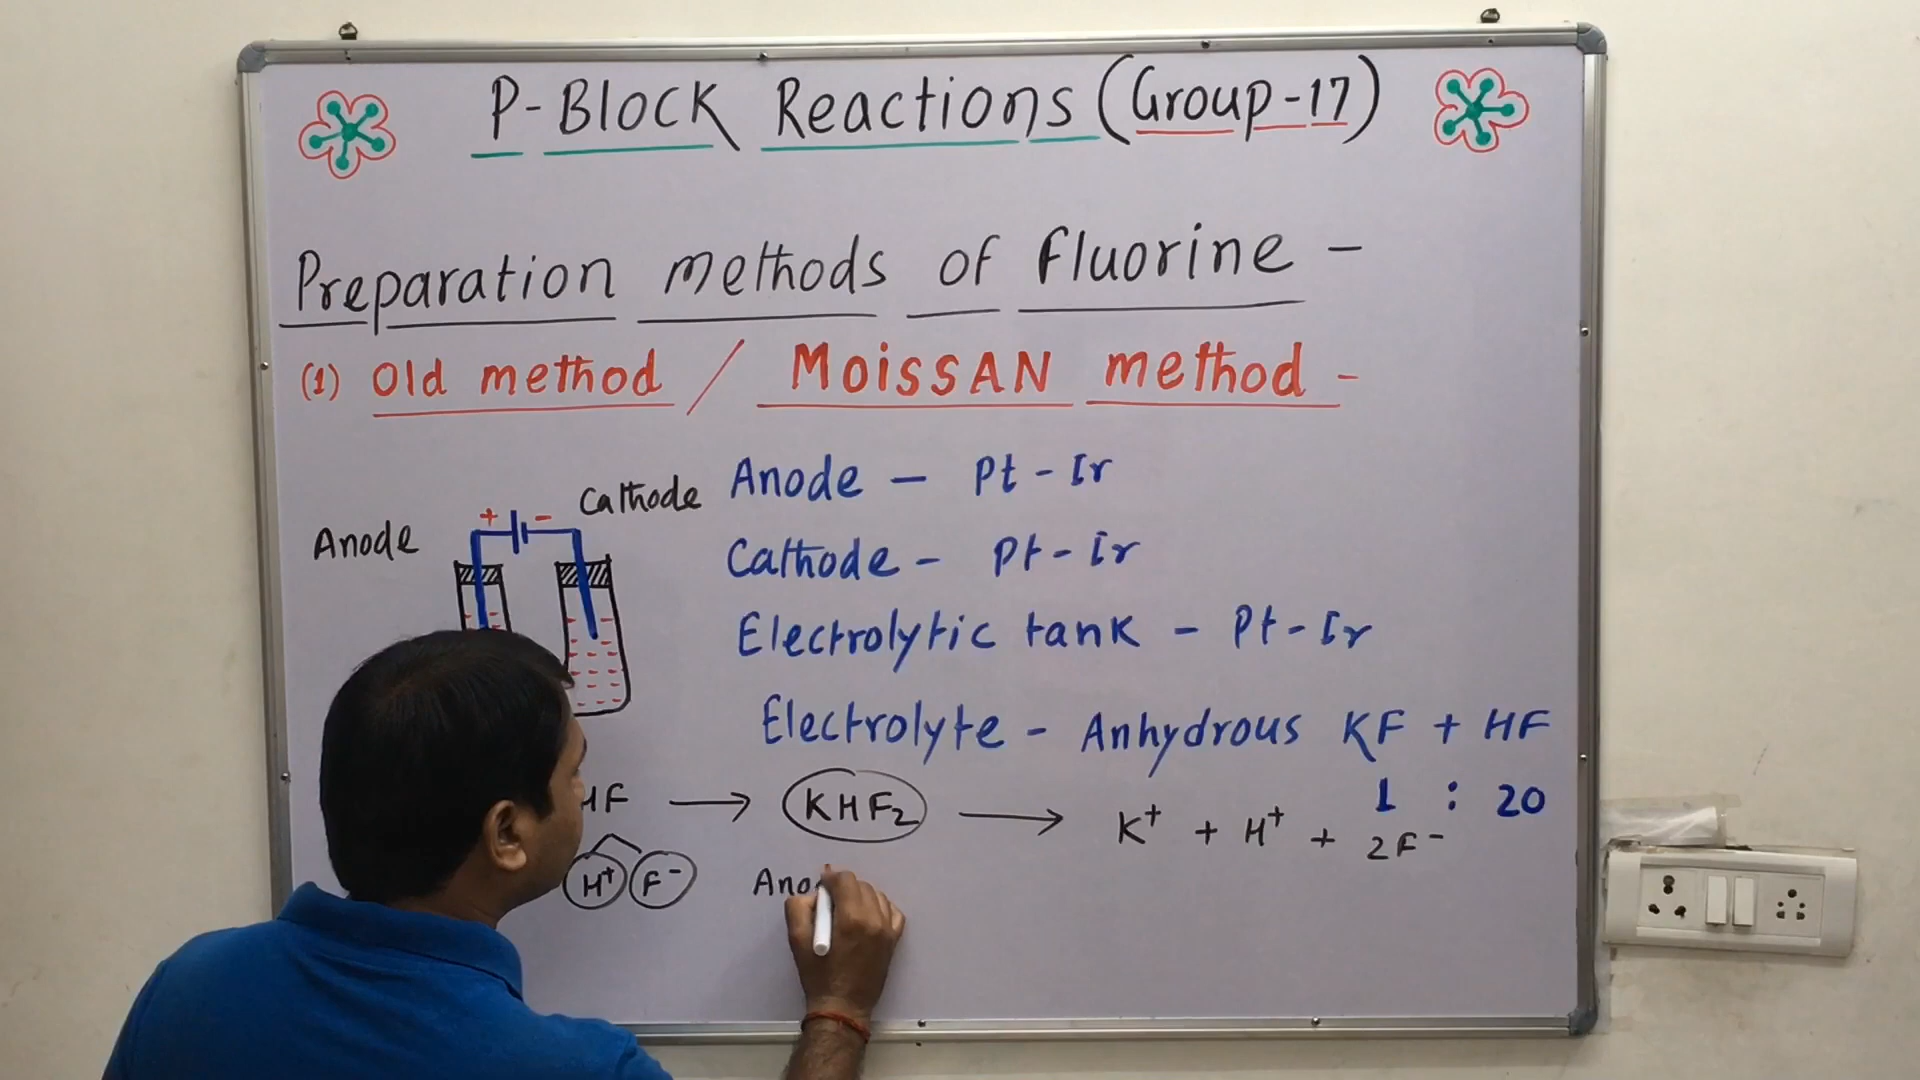 P-BLOCK Reactions (Group-17)
Preparation methods of Fluorine -
(1) Old method / MOISSAN method -
Anode
+ -
Cathode
Anode - Pt-Ir
Cathode - Pt-Ir
Electrolytic tank - Pt-Ir
Electrolyte - Anhydrous KF + HF
1 : 20
HF → KHF₂ → K⁺ + H⁺ + 2F⁻
H⁺ F⁻